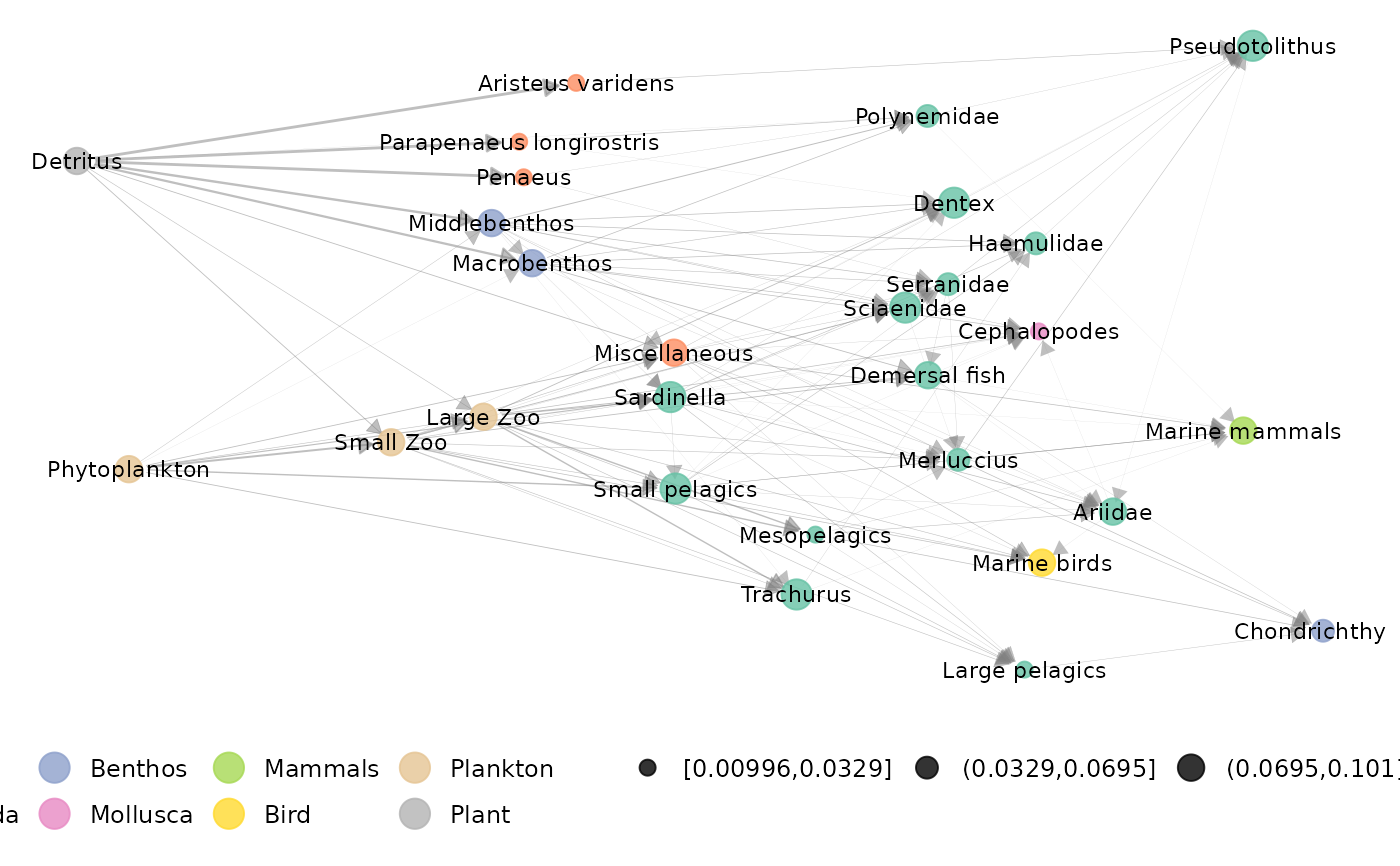 Pseudotolithus
Aristeus varidens
Polynemidae
Parapenaeus longirostris
Detritus
Penaeus
Dentex
Middlebenthos
Haemulidae
Macrobenthos
Serranidae
Sciaenidae
Cephalopodes
Miscellaneous
Demersal fish
Sardinella
Large Zoo
Marine mammals
Small Zoo
Merluccius
Phytoplankton
Small pelagics
Ariidae
Mesopelagics
Marine birds
Trachurus
Chondrichthy
Large pelagics
Benthos Mammals Plankton [0.00996,0.0329] (0.0329,0.0695] (0.0695,0.101]
da Mollusca Bird Plant